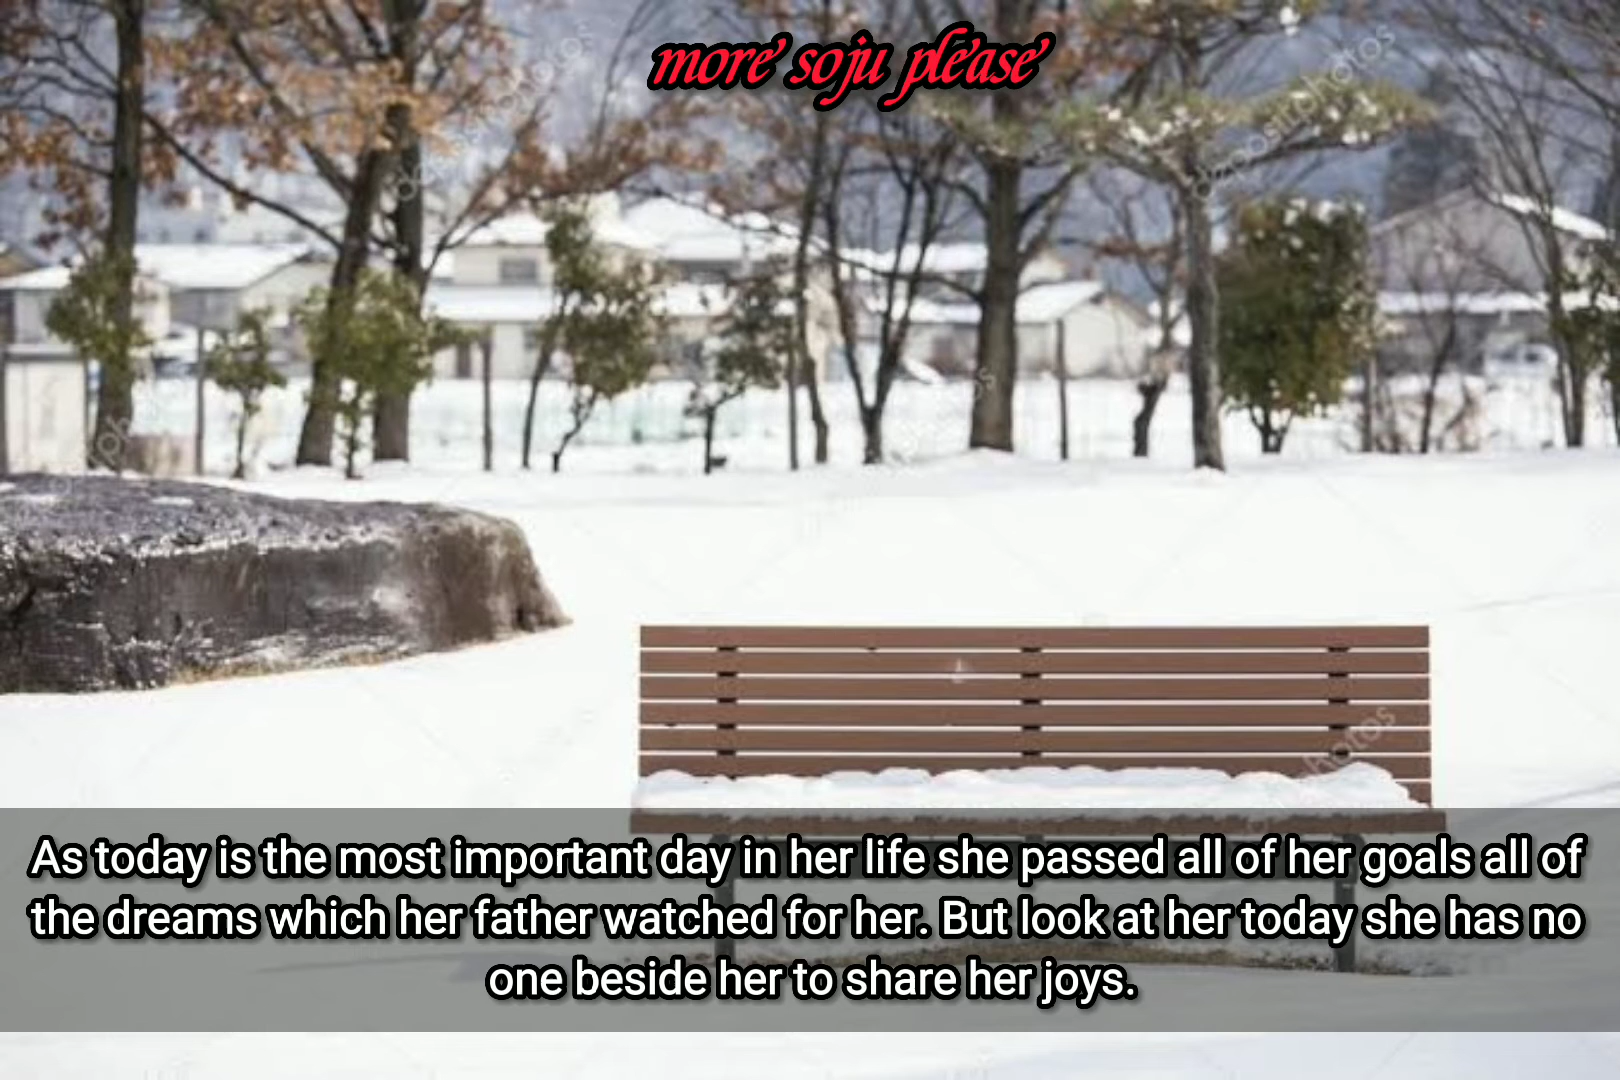 more soju please
As today is the most important day in her life she passed all of her goals all of
the dreams which her father watched for her. But look at her today she has no
one beside her to share her joys.